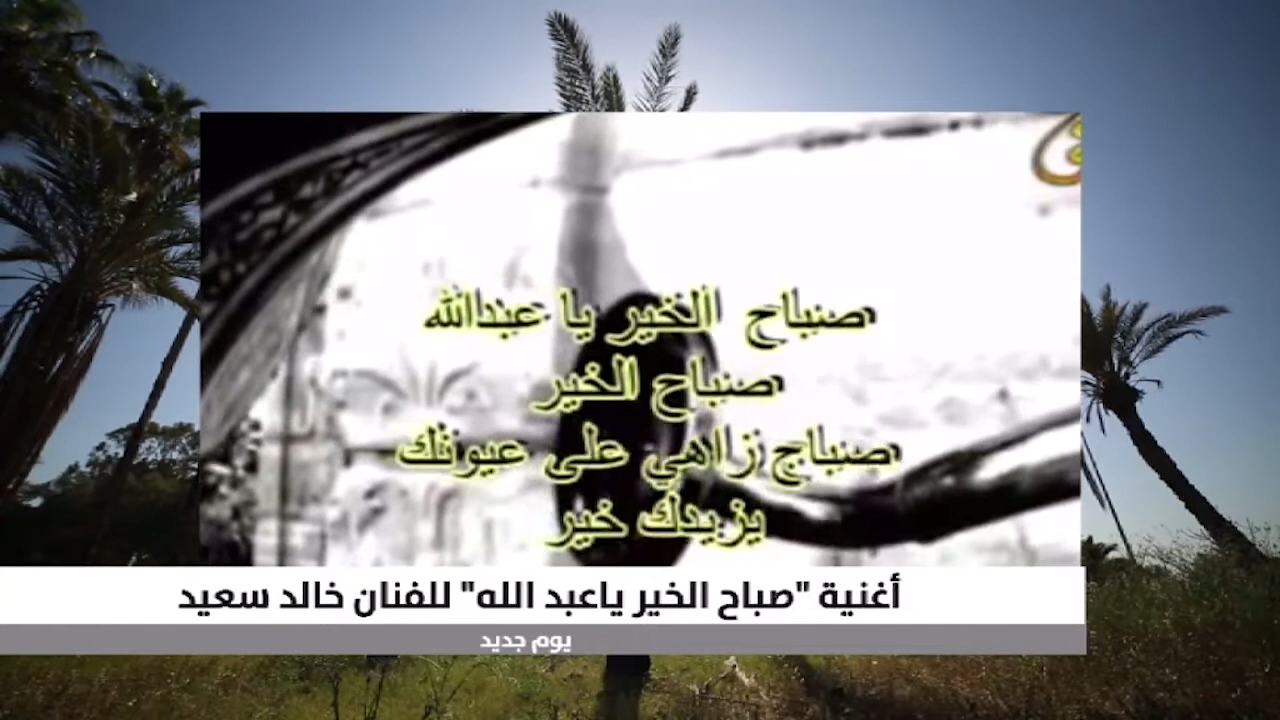 صباح الخير يا عبدالله
صباح الخير
صباح زاهي على عيونك
يزيدك خير
أغنية "صباح الخير ياعبد الله" للفنان خالد سعيد
يوم جديد